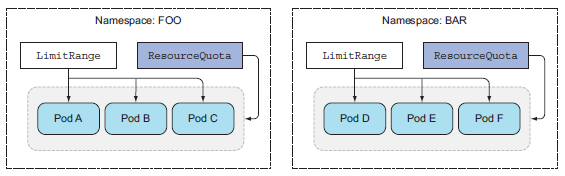 Namespace: FOO
LimitRange
ResourceQuota
Pod A
Pod B
Pod C
Namespace: BAR
LimitRange
ResourceQuota
Pod D
Pod E
Pod F